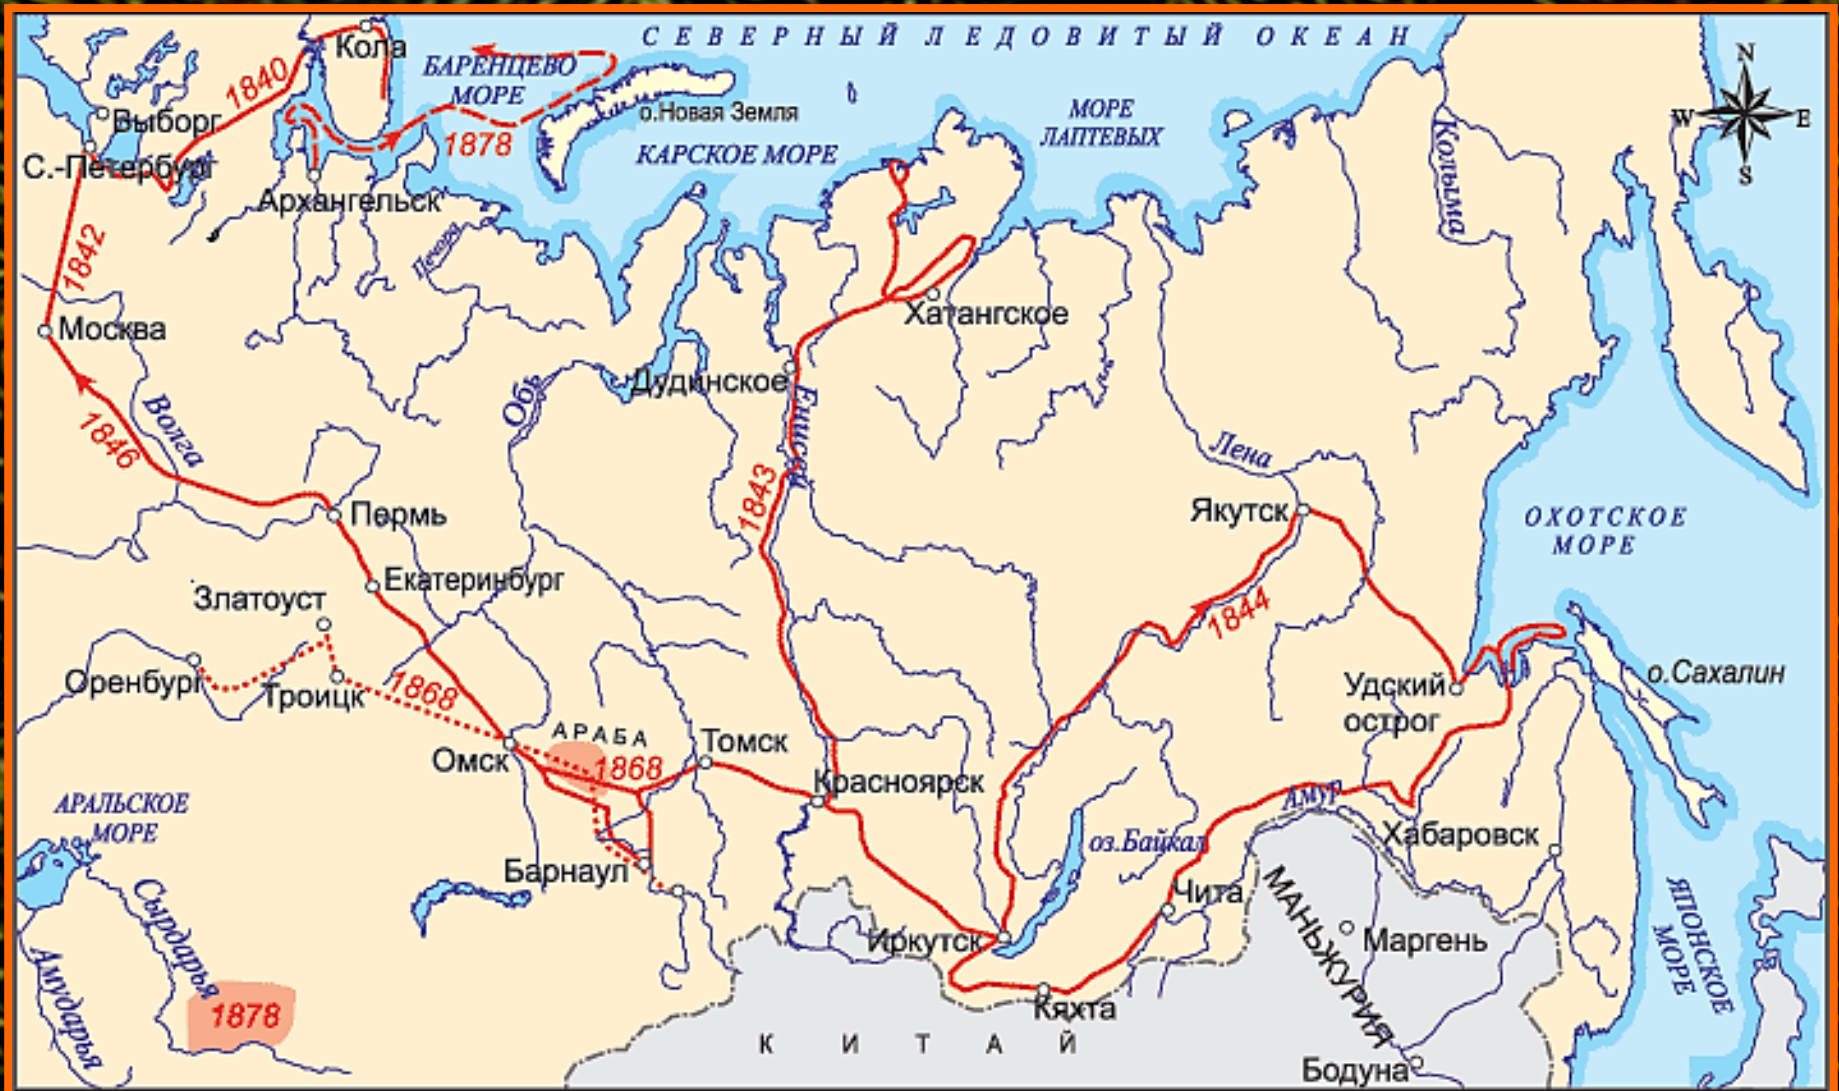 СЕВЕРНЫЙ ЛЕДОВИТЫЙ ОКЕАН
Кола
БАРЕНЦЕВО
МОРЕ
N
W
E
S
1840
Выборг
о.Новая Земля
МОРЕ
ЛАПТЕВЫХ
1878
КАРСКОЕ МОРЕ
С.-Петербург
Архангельск
Колыма
Печора
1842
Хатангское
Москва
Дудинское
Обь
Енисей
Волга
1846
Лена
1843
Пермь
Якутск
ОХОТСКОЕ
МОРЕ
Екатеринбург
Златоуст
1844
Оренбург
Троицк
1868
Удский
острог
о.Сахалин
АРАБА
Омск
1868
Томск
Красноярск
АРАЛЬСКОЕ
МОРЕ
Амур
Хабаровск
оз.Байкал
Барнаул
Чита
Сырдарья
Амударья
Иркутск
МАНЬЖУРИЯ
Маргень
ЯПОНСКОЕ
МОРЕ
1878
Кяхта
КИТАЙ
Бодуна